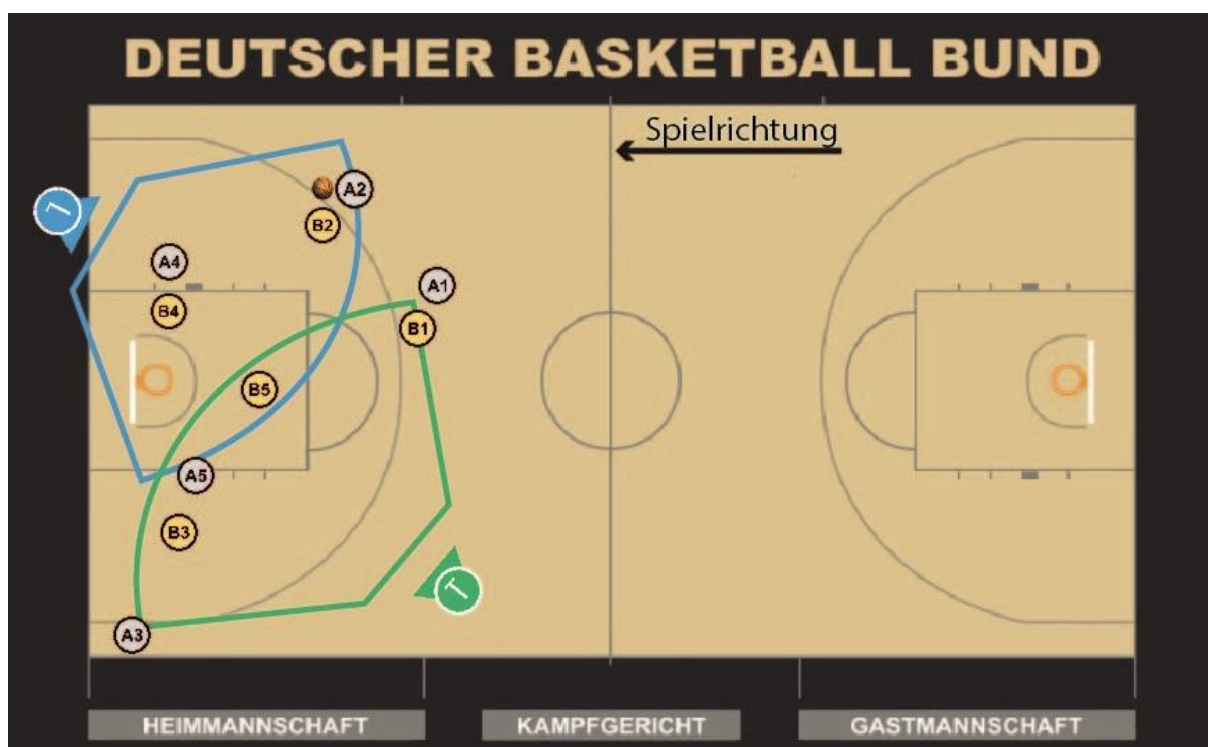 DEUTSCHER BASKETBALL BUND
Spielrichtung
A2
B2
A4
A1
B4
B1
B5
A5
B3
T
A3
HEIMMANNSCHAFT KAMPFGERICHT GASTMANNSCHAFT